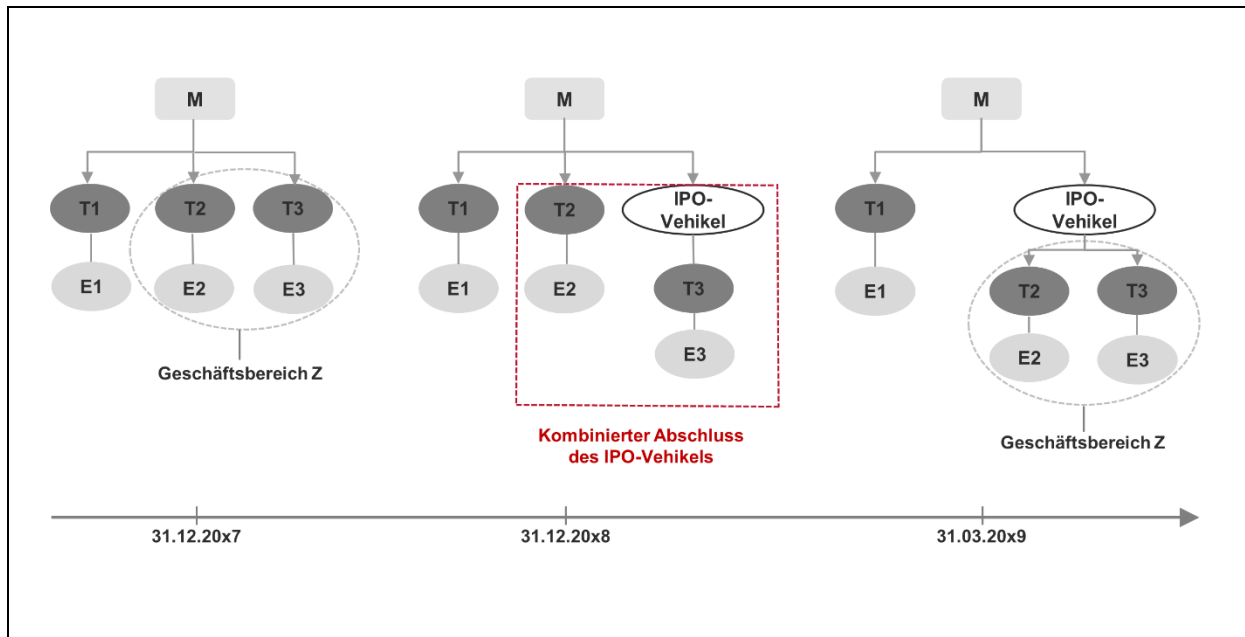 M
T1
T2
T3
E1
E2
E3
Geschäftsbereich Z
M
T1
T2
IPO-
Vehikel
E1
E2
T3
E3
Kombinierter Abschluss
des IPO-Vehikels
M
T1
IPO-
Vehikel
E1
T2
T3
E2
E3
Geschäftsbereich Z
31.12.20x7
31.12.20x8
31.03.20x9